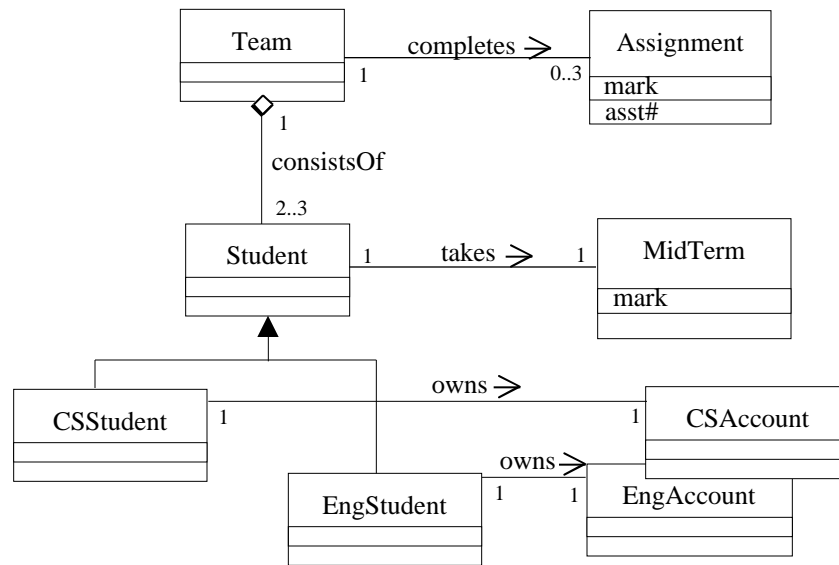 Team
completes
Assignment
1
0..3
mark
asst#
1
consistsOf
2..3
Student
1
takes
1
MidTerm
mark
CSStudent
1
owns
1
CSAccount
EngStudent
1
owns
1
EngAccount